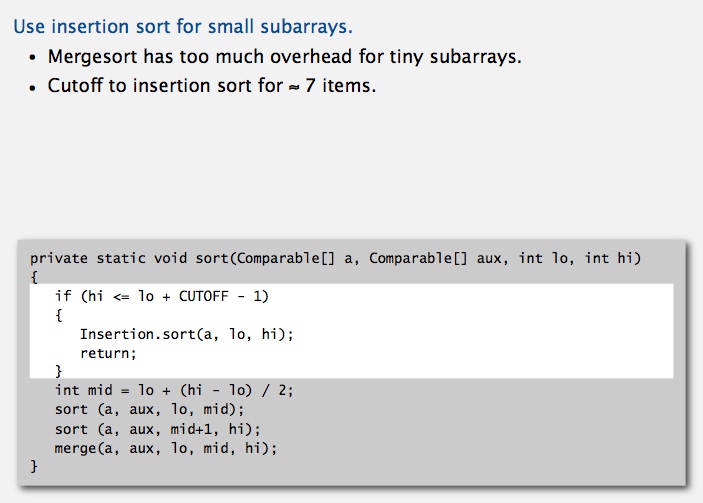 Use insertion sort for small subarrays.
• Mergesort has too much overhead for tiny subarrays.
• Cutoff to insertion sort for ≈ 7 items.
private static void sort(Comparable[] a, Comparable[] aux, int lo, int hi)
{
   if (hi <= lo + CUTOFF - 1)
   {
      Insertion.sort(a, lo, hi);
      return;
   }
   int mid = lo + (hi - lo) / 2;
   sort (a, aux, lo, mid);
   sort (a, aux, mid+1, hi);
   merge(a, aux, lo, mid, hi);
}